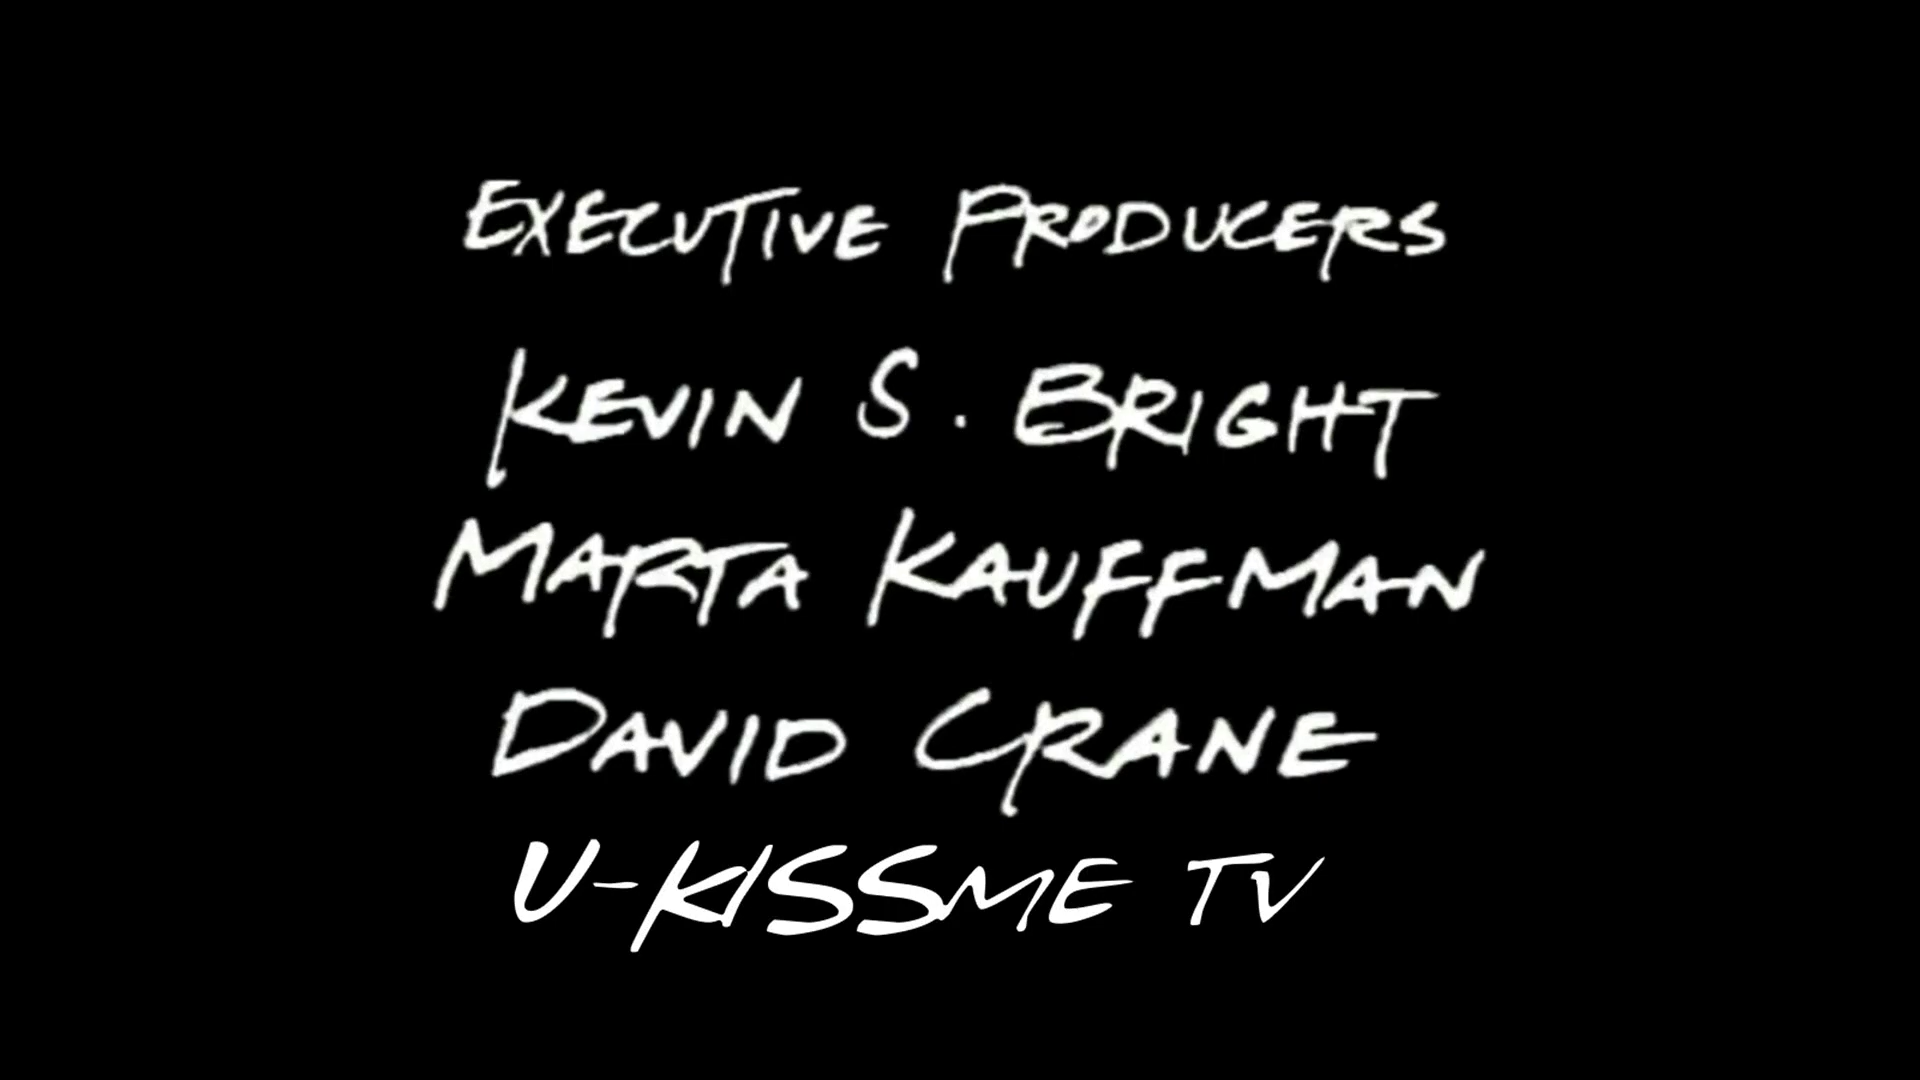 EXECUTIVE PRODUCERS
KEVIN S. BRIGHT
MARTA KAUFFMAN
DAVID CRANE
U-KISSME TV